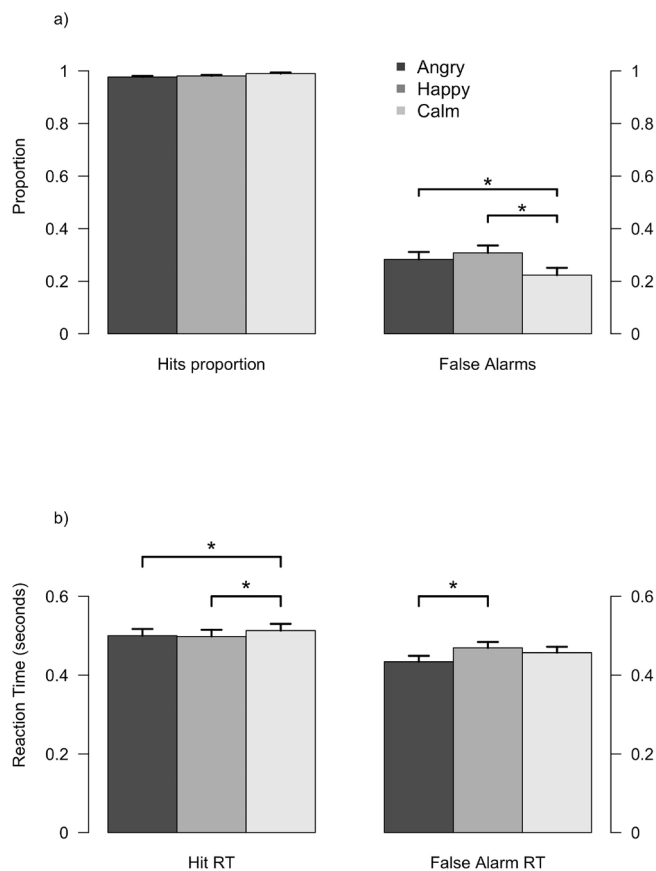 a)
Proportion
1
0.8
0.6
0.4
0.2
0
Hits proportion
Angry
Happy
Calm
*
*
1
0.8
0.6
0.4
0.2
0
False Alarms
b)
Reaction Time (seconds)
0.6
0.4
0.2
0
*
*
Hit RT
*
0.6
0.4
0.2
0
False Alarm RT